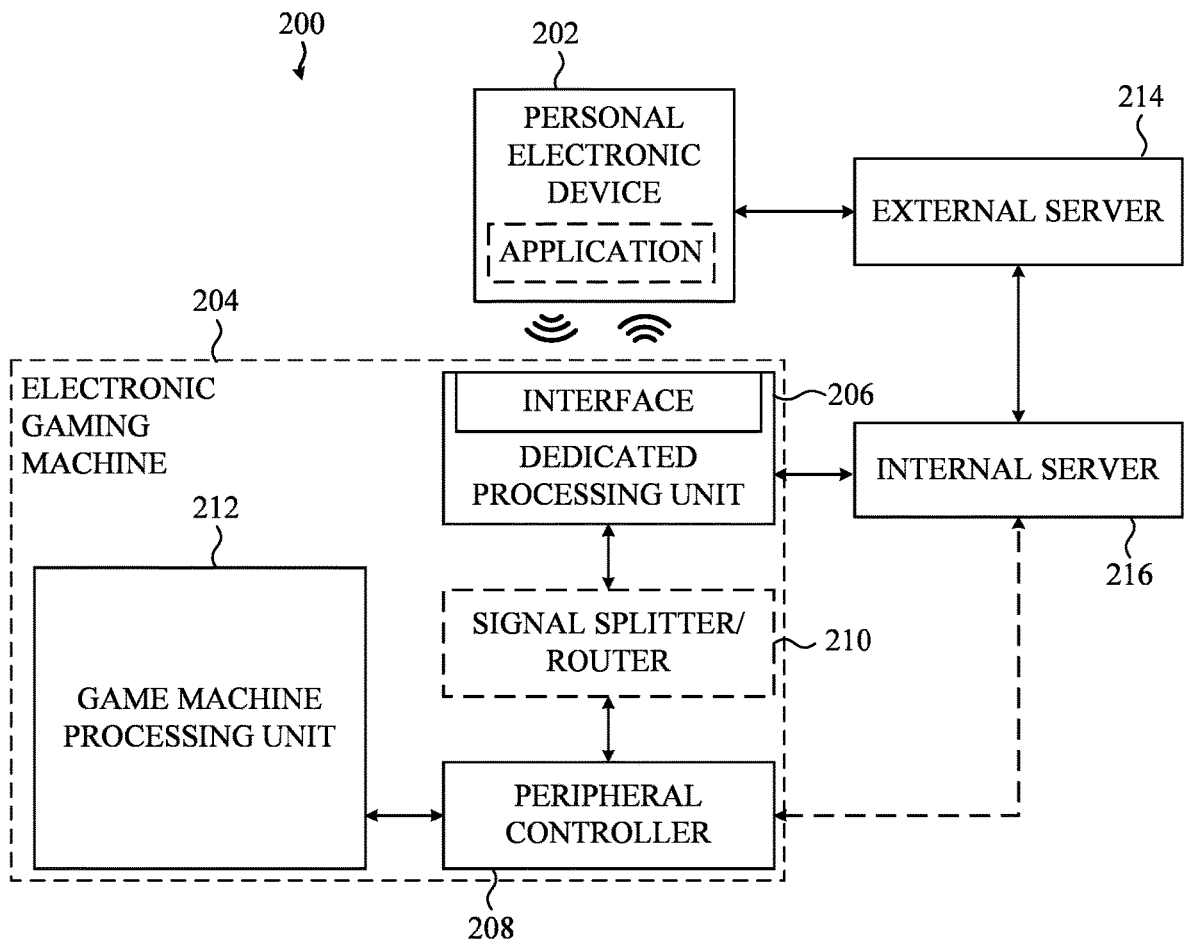 200
202
PERSONAL
ELECTRONIC
DEVICE
APPLICATION
214
EXTERNAL SERVER
204
ELECTRONIC
GAMING
MACHINE
INTERFACE
206
DEDICATED
PROCESSING UNIT
INTERNAL SERVER
216
212
GAME MACHINE
PROCESSING UNIT
SIGNAL SPLITTER/
ROUTER
210
PERIPHERAL
CONTROLLER
208